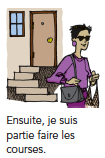 Ensuite, je suis
partie faire les
courses.